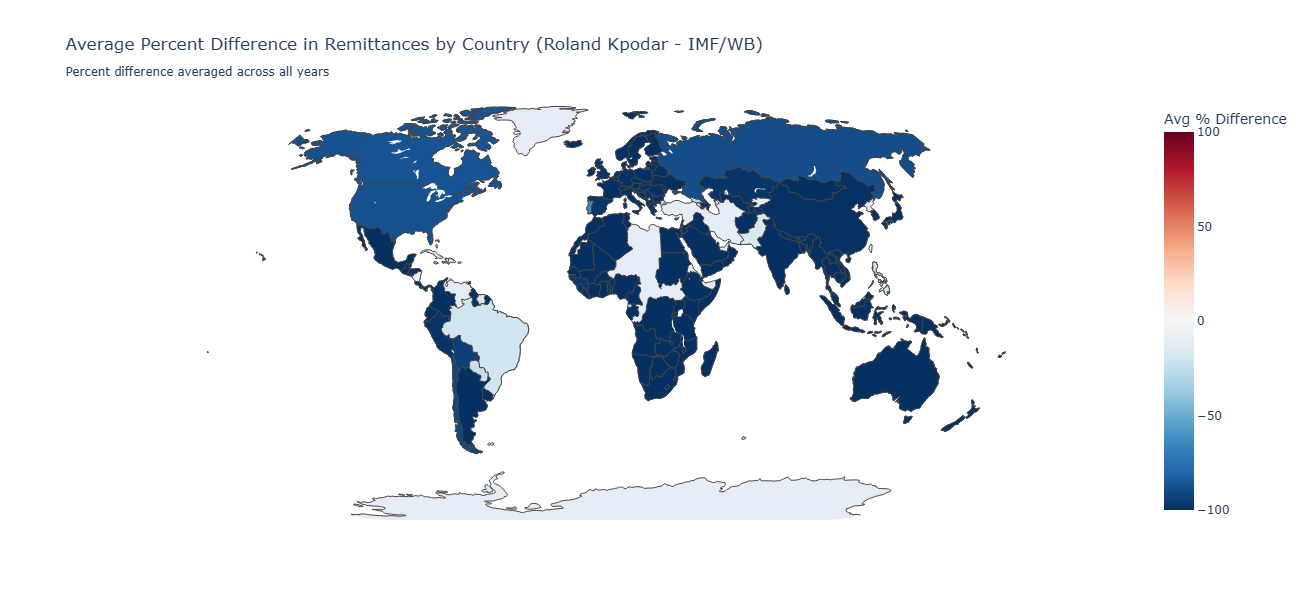 Average Percent Difference in Remittances by Country (Roland Kpodar - IMF/WB)
Percent difference averaged across all years
Avg % Difference
100
50
0
−50
−100